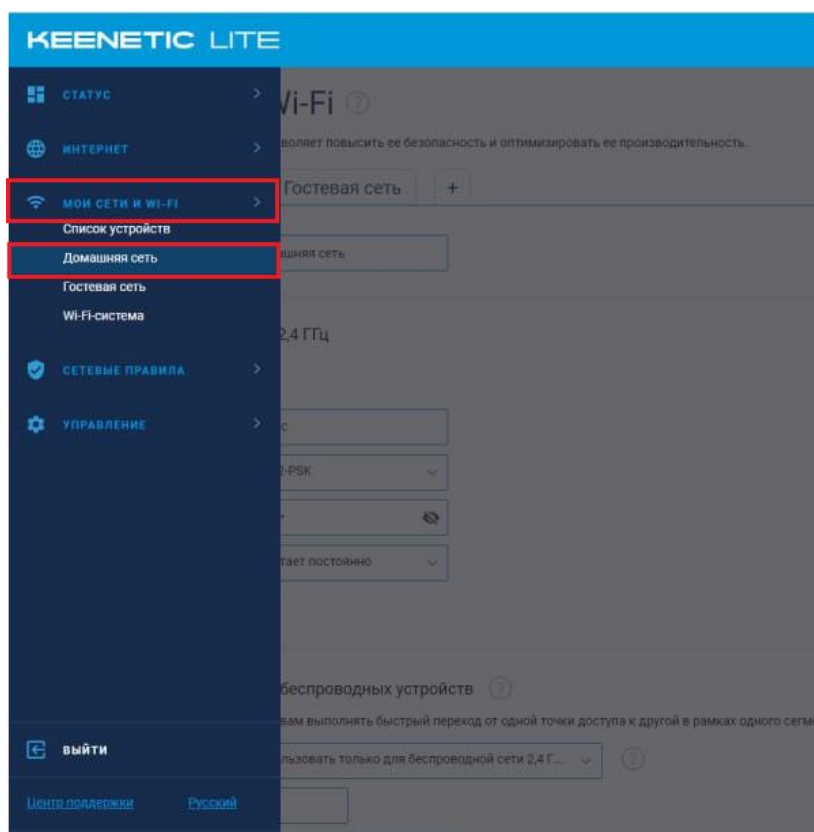 KEENETIC LITE
СТАТУС
ИНТЕРНЕТ
МОИ СЕТИ И WI-FI
Список устройств
Домашняя сеть
Гостевая сеть
Wi-Fi-система
СЕТЕВЫЕ ПРАВИЛА
УПРАВЛЕНИЕ
ВЫЙТИ
Центр поддержки Русский
Wi-Fi ?
воляет повысить ее безопасность и оптимизировать ее производительность.
Гостевая сеть +
ашняя сеть
2,4 ГГц
с
2-PSK
тает постоянно
беспроводных устройств ?
вам выполнять быстрый переход от одной точки доступа к другой в рамках одного сегме
льзовать только для беспроводной сети 2,4 Г... ?